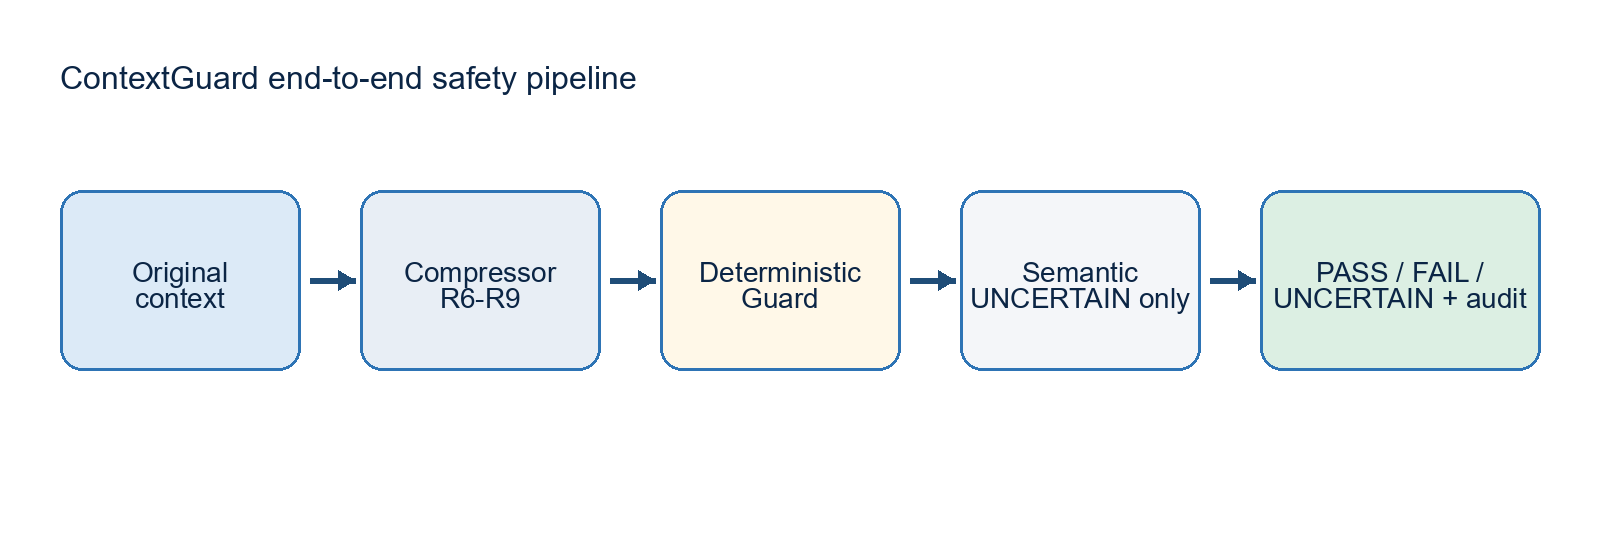 ContextGuard end-to-end safety pipeline
Original
context
Compressor
R6-R9
Deterministic
Guard
Semantic
UNCERTAIN only
PASS / FAIL /
UNCERTAIN + audit